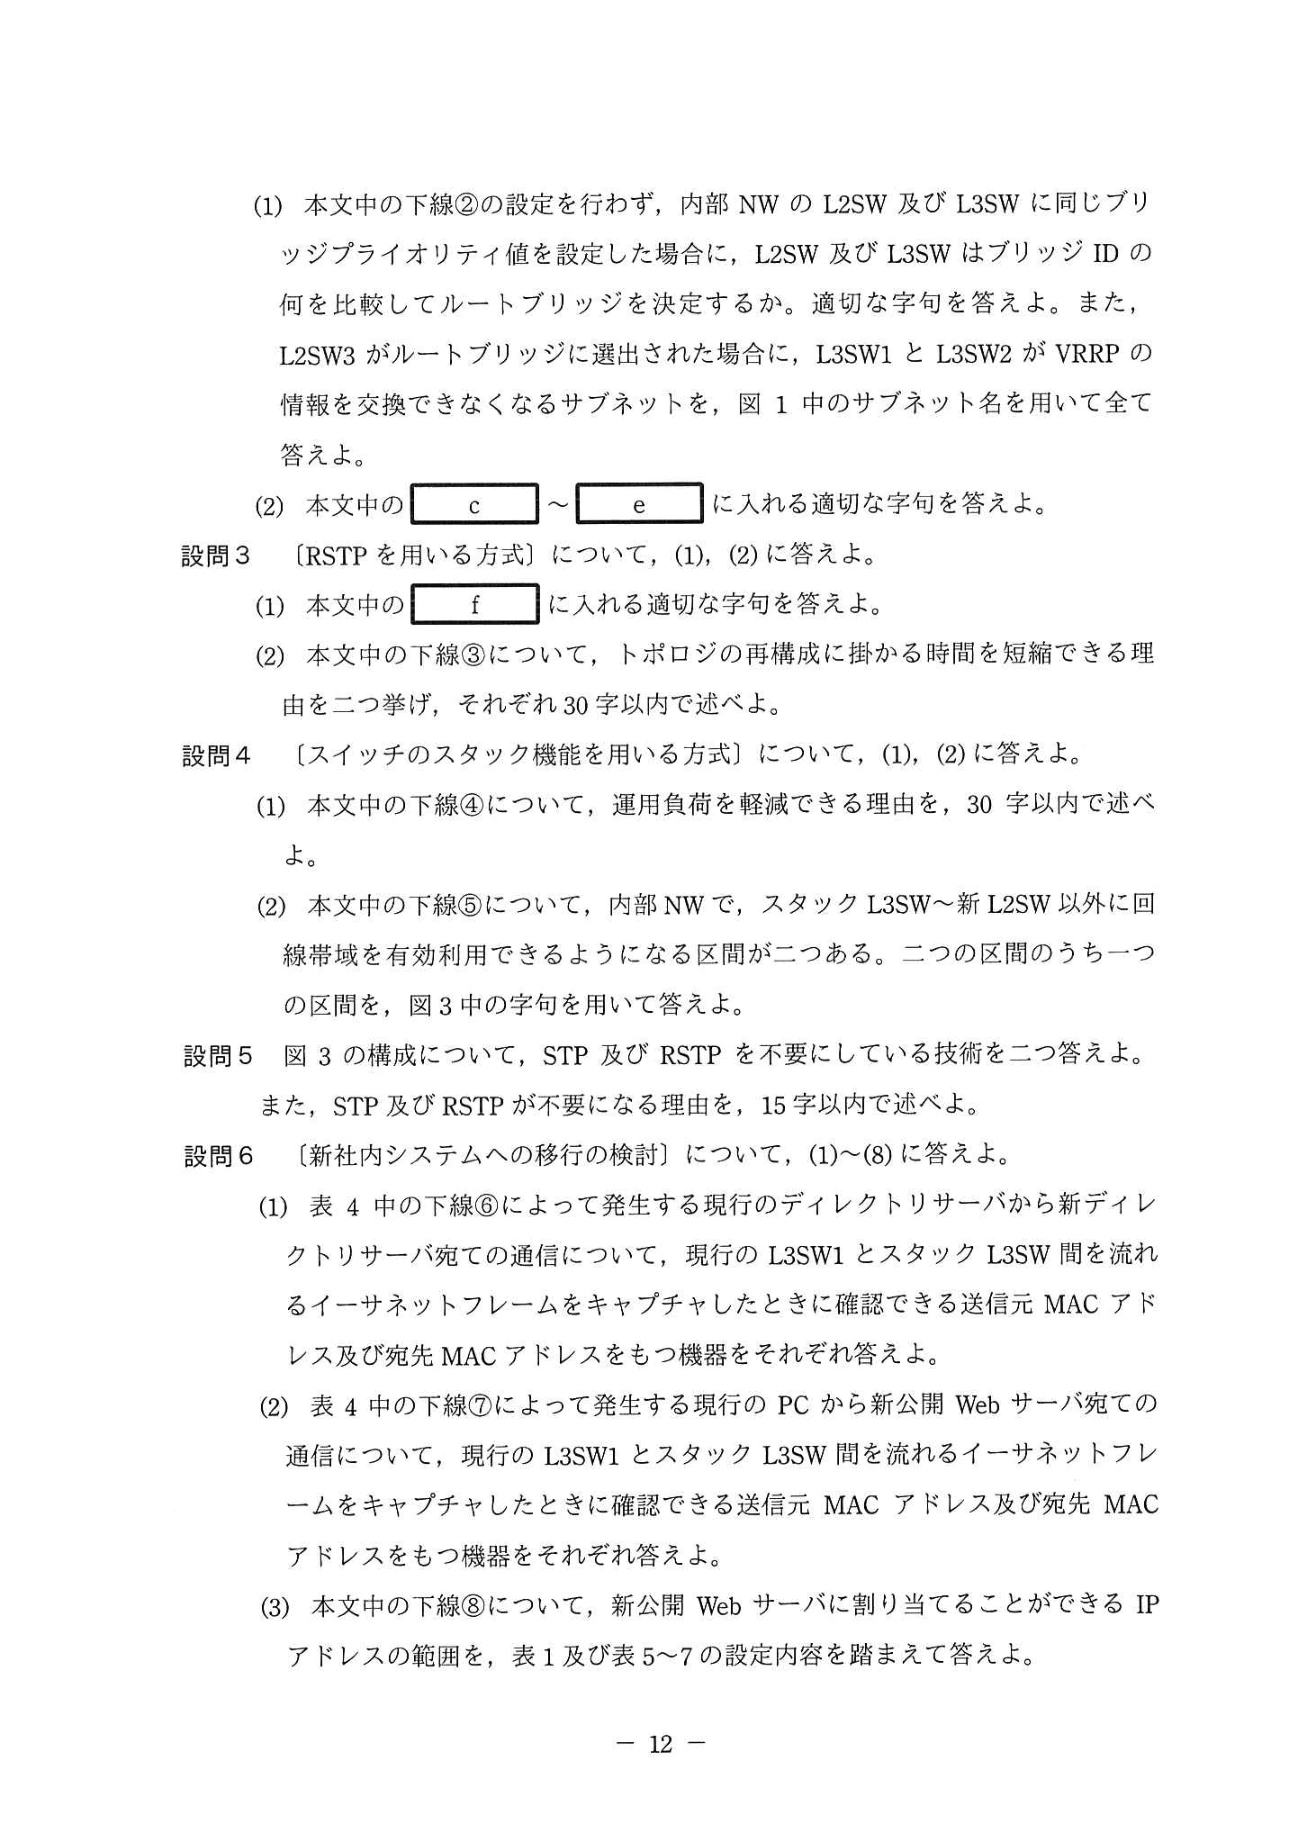 (1) 本文中の下線②の設定を行わず，内部 NW の L2SW 及び L3SW に同じブリ
ッジプライオリティ値を設定した場合に，L2SW 及び L3SW はブリッジ ID の
何を比較してルートブリッジを決定するか。適切な字句を答えよ。また，
L2SW3 がルートブリッジに選出された場合に，L3SW1 と L3SW2 が VRRP の
情報を交換できなくなるサブネットを，図 1 中のサブネット名を用いて全て
答えよ。
(2) 本文中の c ～ e に入れる適切な字句を答えよ。
設問3 〔RSTP を用いる方式〕について，(1)，(2) に答えよ。
(1) 本文中の f に入れる適切な字句を答えよ。
(2) 本文中の下線③について，トポロジの再構成に掛かる時間を短縮できる理
由を二つ挙げ，それぞれ 30 字以内で述べよ。
設問4 〔スイッチのスタック機能を用いる方式〕について，(1)，(2) に答えよ。
(1) 本文中の下線④について，運用負荷を軽減できる理由を，30 字以内で述べ
よ。
(2) 本文中の下線⑤について，内部 NW で，スタック L3SW～新 L2SW 以外に回
線帯域を有効利用できるようになる区間が二つある。二つの区間のうち一つ
の区間を，図 3 中の字句を用いて答えよ。
設問5 図 3 の構成について，STP 及び RSTP を不要にしている技術を二つ答えよ。
また，STP 及び RSTP が不要になる理由を，15 字以内で述べよ。
設問6 〔新社内システムへの移行の検討〕について，(1)～(8) に答えよ。
(1) 表 4 中の下線⑥によって発生する現行のディレクトリサーバから新ディレ
クトリサーバ宛ての通信について，現行の L3SW1 とスタック L3SW 間を流れ
るイーサネットフレームをキャプチャしたときに確認できる送信元 MAC アド
レス及び宛先 MAC アドレスをもつ機器をそれぞれ答えよ。
(2) 表 4 中の下線⑦によって発生する現行の PC から新公開 Web サーバ宛ての
通信について，現行の L3SW1 とスタック L3SW 間を流れるイーサネットフレ
ームをキャプチャしたときに確認できる送信元 MAC アドレス及び宛先 MAC
アドレスをもつ機器をそれぞれ答えよ。
(3) 本文中の下線⑧について，新公開 Web サーバに割り当てることができる IP
アドレスの範囲を，表 1 及び表 5～7 の設定内容を踏まえて答えよ。
－ 12 －